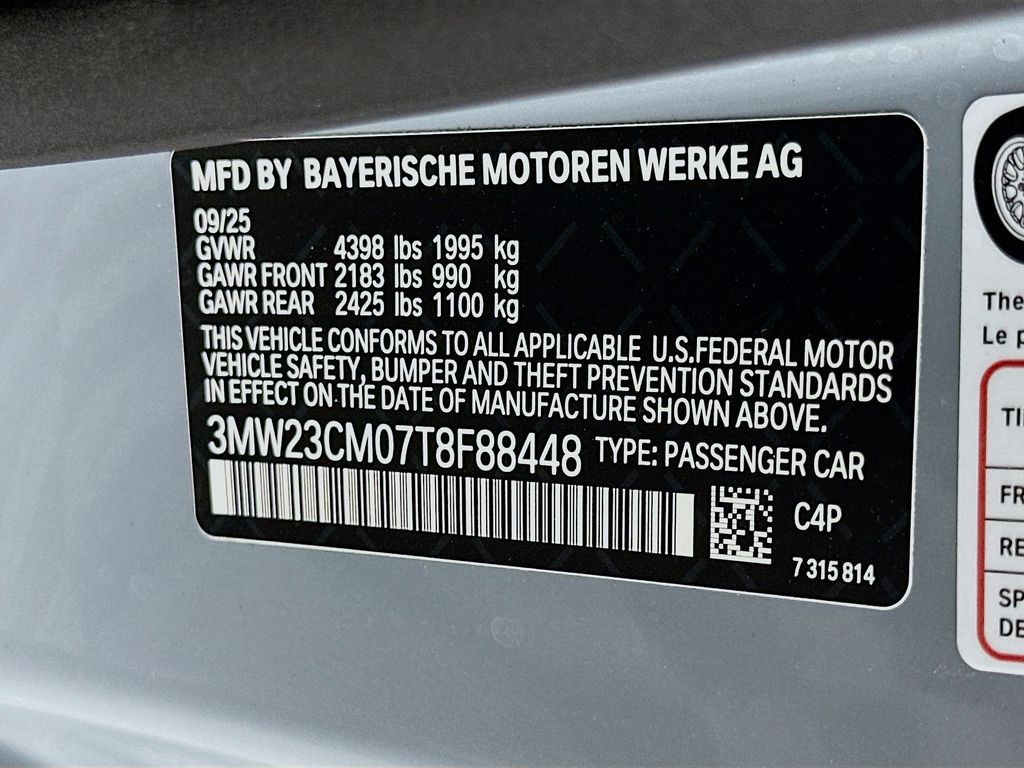 MFD BY BAYERISCHE MOTOREN WERKE AG
09/25
GVWR 4398 lbs 1995 kg
GAWR FRONT 2183 lbs 990 kg
GAWR REAR 2425 lbs 1100 kg
THIS VEHICLE CONFORMS TO ALL APPLICABLE U.S.FEDERAL MOTOR
VEHICLE SAFETY, BUMPER AND THEFT PREVENTION STANDARDS
IN EFFECT ON THE DATE OF MANUFACTURE SHOWN ABOVE.
3MW23CM07T8F88448 TYPE: PASSENGER CAR
C4P
7 315 814
The
Le p
TI
FR
RE
SP
DE